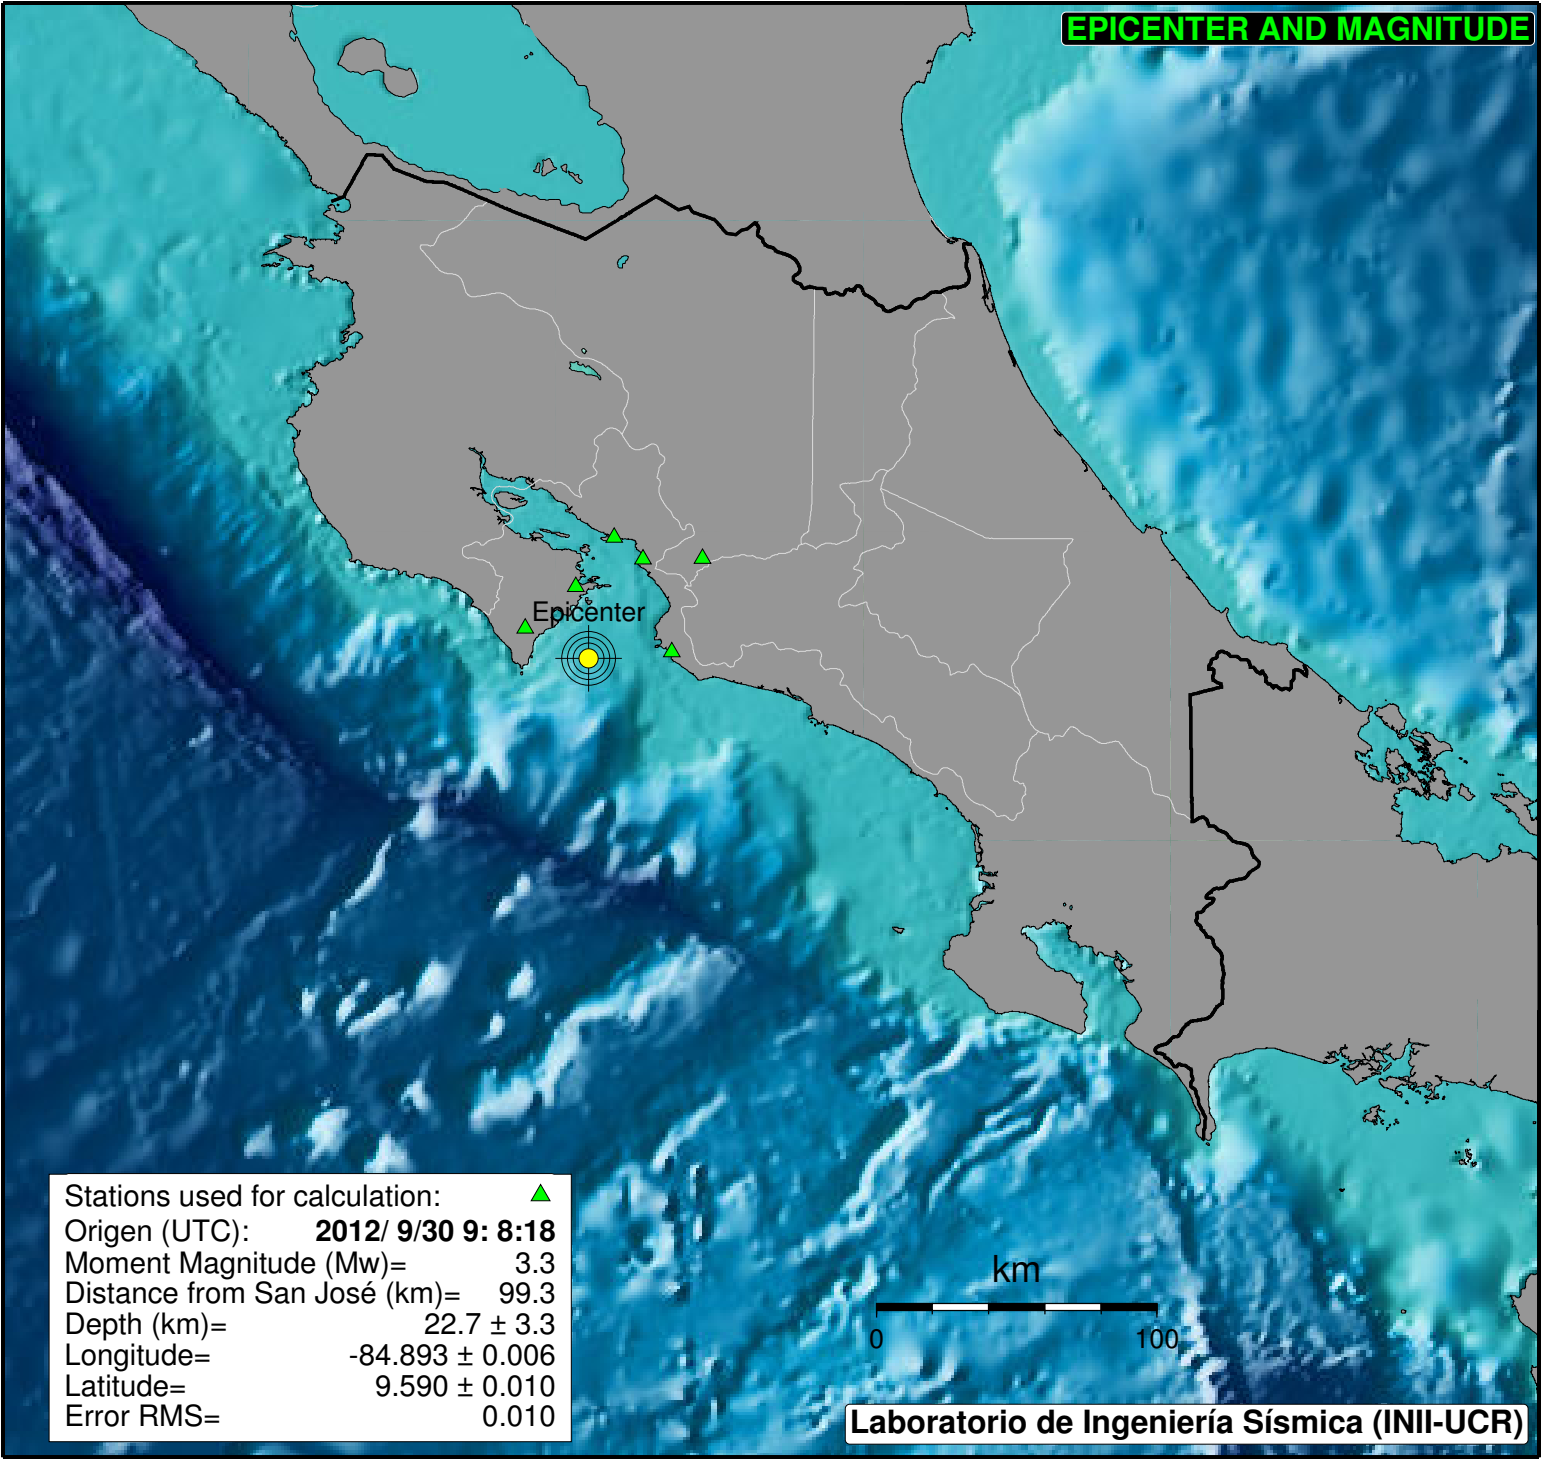 EPICENTER AND MAGNITUDE
Epicenter
Stations used for calculation:
Origen (UTC): 2012/ 9/30 9: 8:18
Moment Magnitude (Mw)= 3.3
Distance from San José (km)= 99.3
Depth (km)= 22.7 ± 3.3
Longitude= -84.893 ± 0.006
Latitude= 9.590 ± 0.010
Error RMS= 0.010
km
0 100
Laboratorio de Ingeniería Sísmica (INII-UCR)